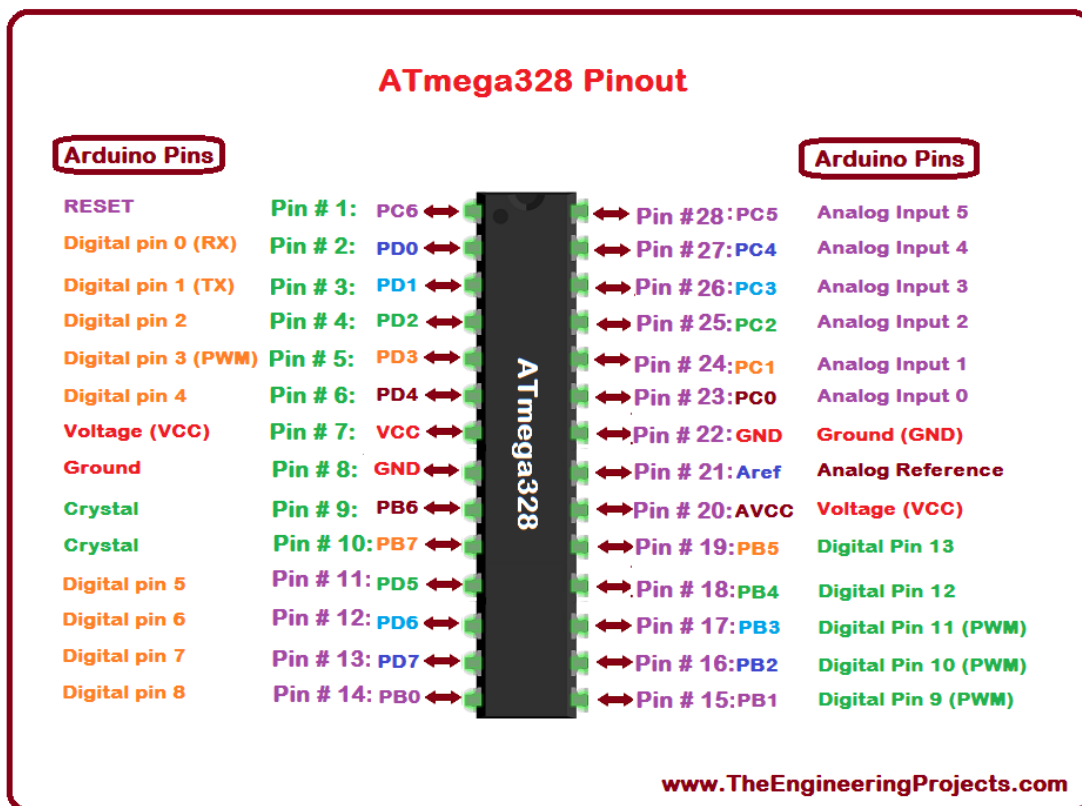 ATmega328 Pinout
Arduino Pins Arduino Pins
RESET Pin # 1: PC6 Pin #28: PC5 Analog Input 5
Digital pin 0 (RX) Pin # 2: PD0 Pin #27: PC4 Analog Input 4
Digital pin 1 (TX) Pin # 3: PD1 Pin # 26: PC3 Analog Input 3
Digital pin 2 Pin # 4: PD2 Pin # 25: PC2 Analog Input 2
Digital pin 3 (PWM) Pin # 5: PD3 Pin # 24: PC1 Analog Input 1
Digital pin 4 Pin # 6: PD4 Pin # 23: PC0 Analog Input 0
Voltage (VCC) Pin # 7: VCC Pin # 22: GND Ground (GND)
Ground Pin # 8: GND Pin # 21: Aref Analog Reference
Crystal Pin # 9: PB6 Pin # 20: AVCC Voltage (VCC)
Crystal Pin # 10: PB7 Pin # 19: PB5 Digital Pin 13
Digital pin 5 Pin # 11: PD5 Pin # 18: PB4 Digital Pin 12
Digital pin 6 Pin # 12: PD6 Pin # 17: PB3 Digital Pin 11 (PWM)
Digital pin 7 Pin # 13: PD7 Pin # 16: PB2 Digital Pin 10 (PWM)
Digital pin 8 Pin # 14: PB0 Pin # 15: PB1 Digital Pin 9 (PWM)
ATmega328
www.TheEngineeringProjects.com